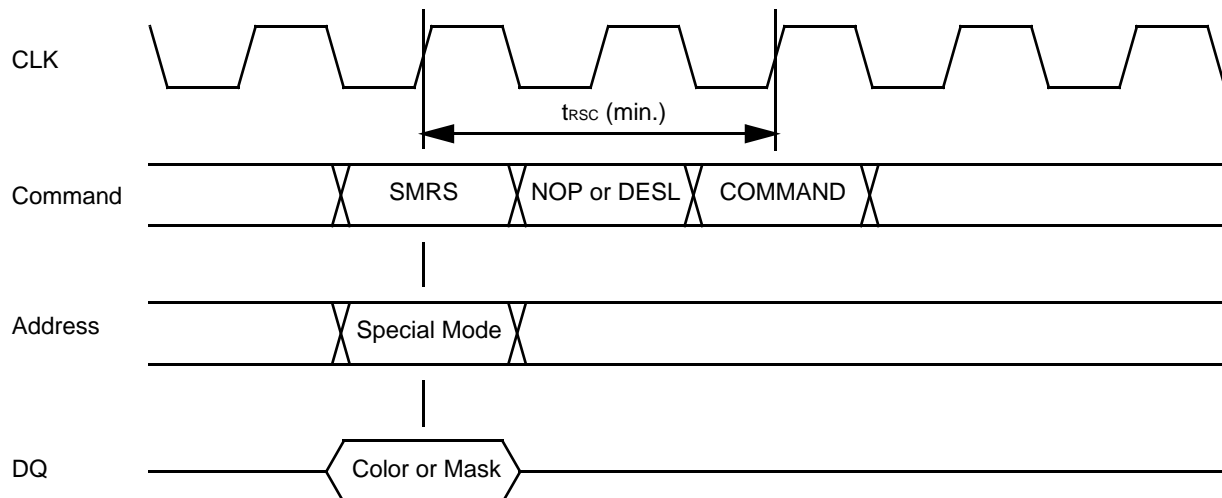 CLK
tRSC (min.)
Command
SMRS
NOP or DESL
COMMAND
Address
Special Mode
DQ
Color or Mask